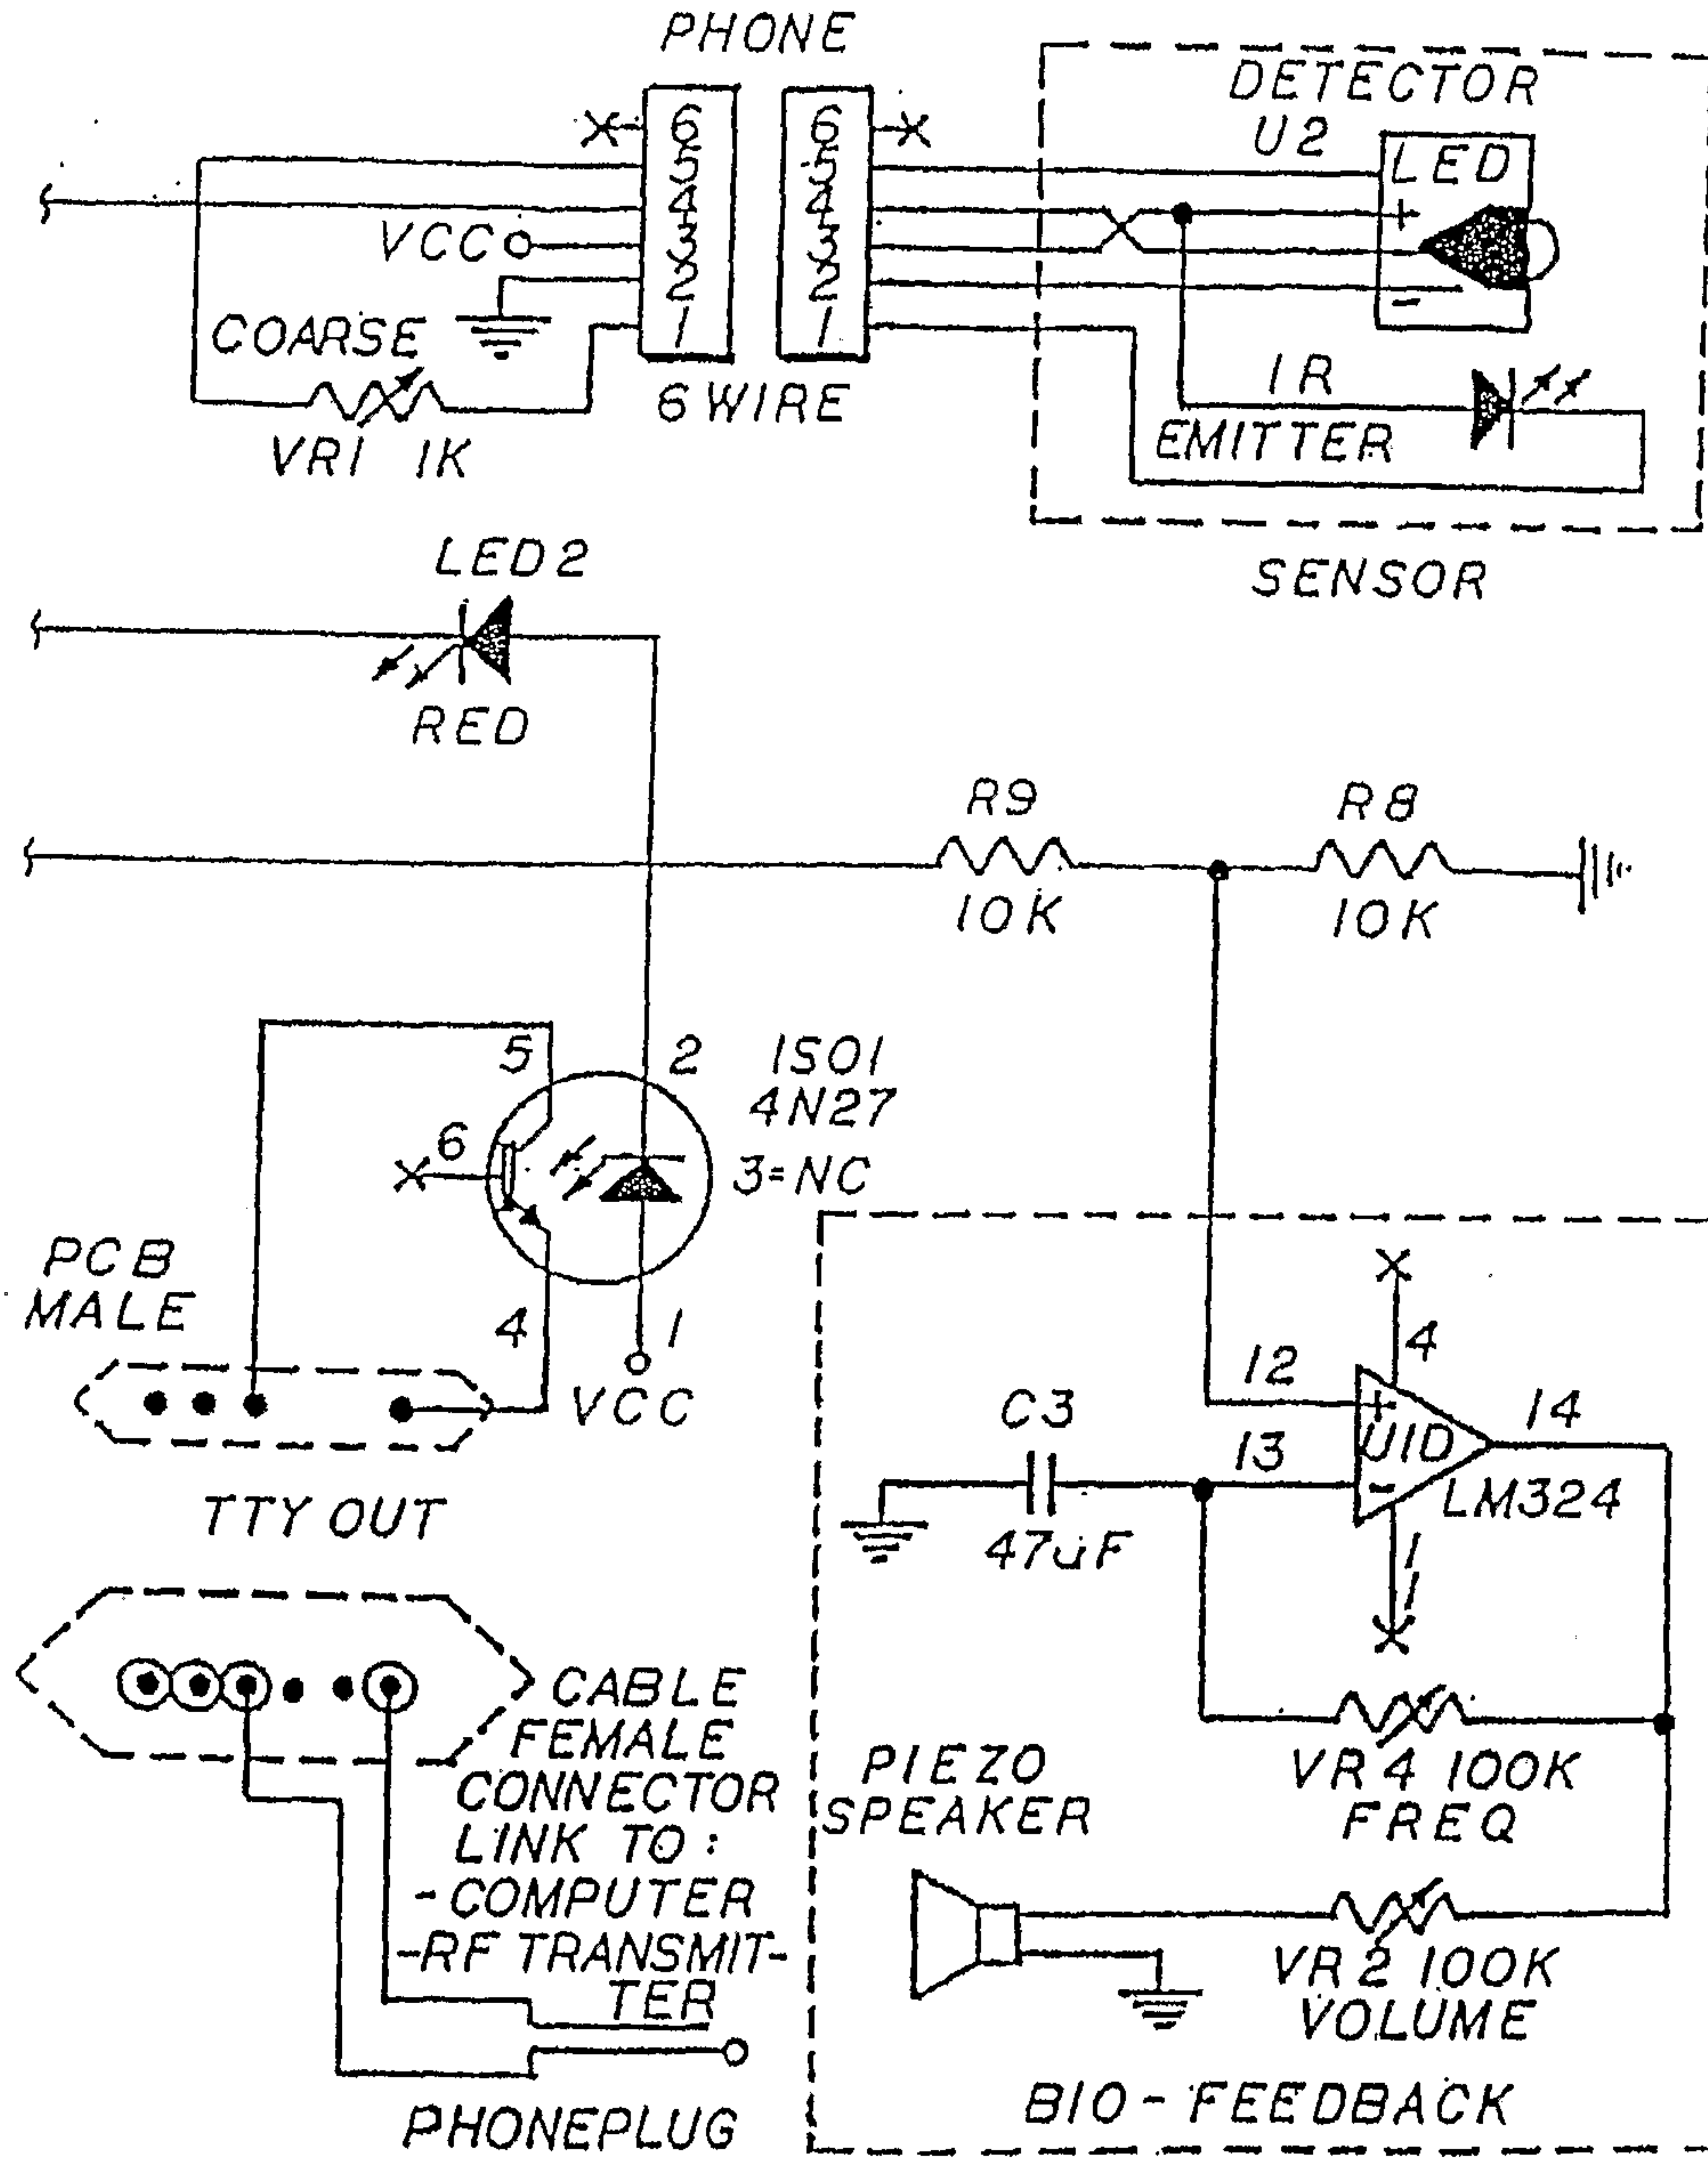 PHONE
DETECTOR
U2
LED
6
5
4
3
2
1
6
5
4
3
2
1
+
-
VCC
COARSE
VR1 1K
6 WIRE
IR
EMITTER
SENSOR
LED2
RED
R9
10K
R8
10K
5
2
ISO1
4N27
6
3=NC
4
1
VCC
PCB
MALE
TTY OUT
4
12
+
14
C3
13
U1D
-
LM324
47uF
11
CABLE
FEMALE
CONNECTOR
LINK TO:
-COMPUTER
-RF TRANSMIT-
TER
PHONEPLUG
VR4 100K
FREQ
PIEZO
SPEAKER
VR2 100K
VOLUME
BIO-FEEDBACK